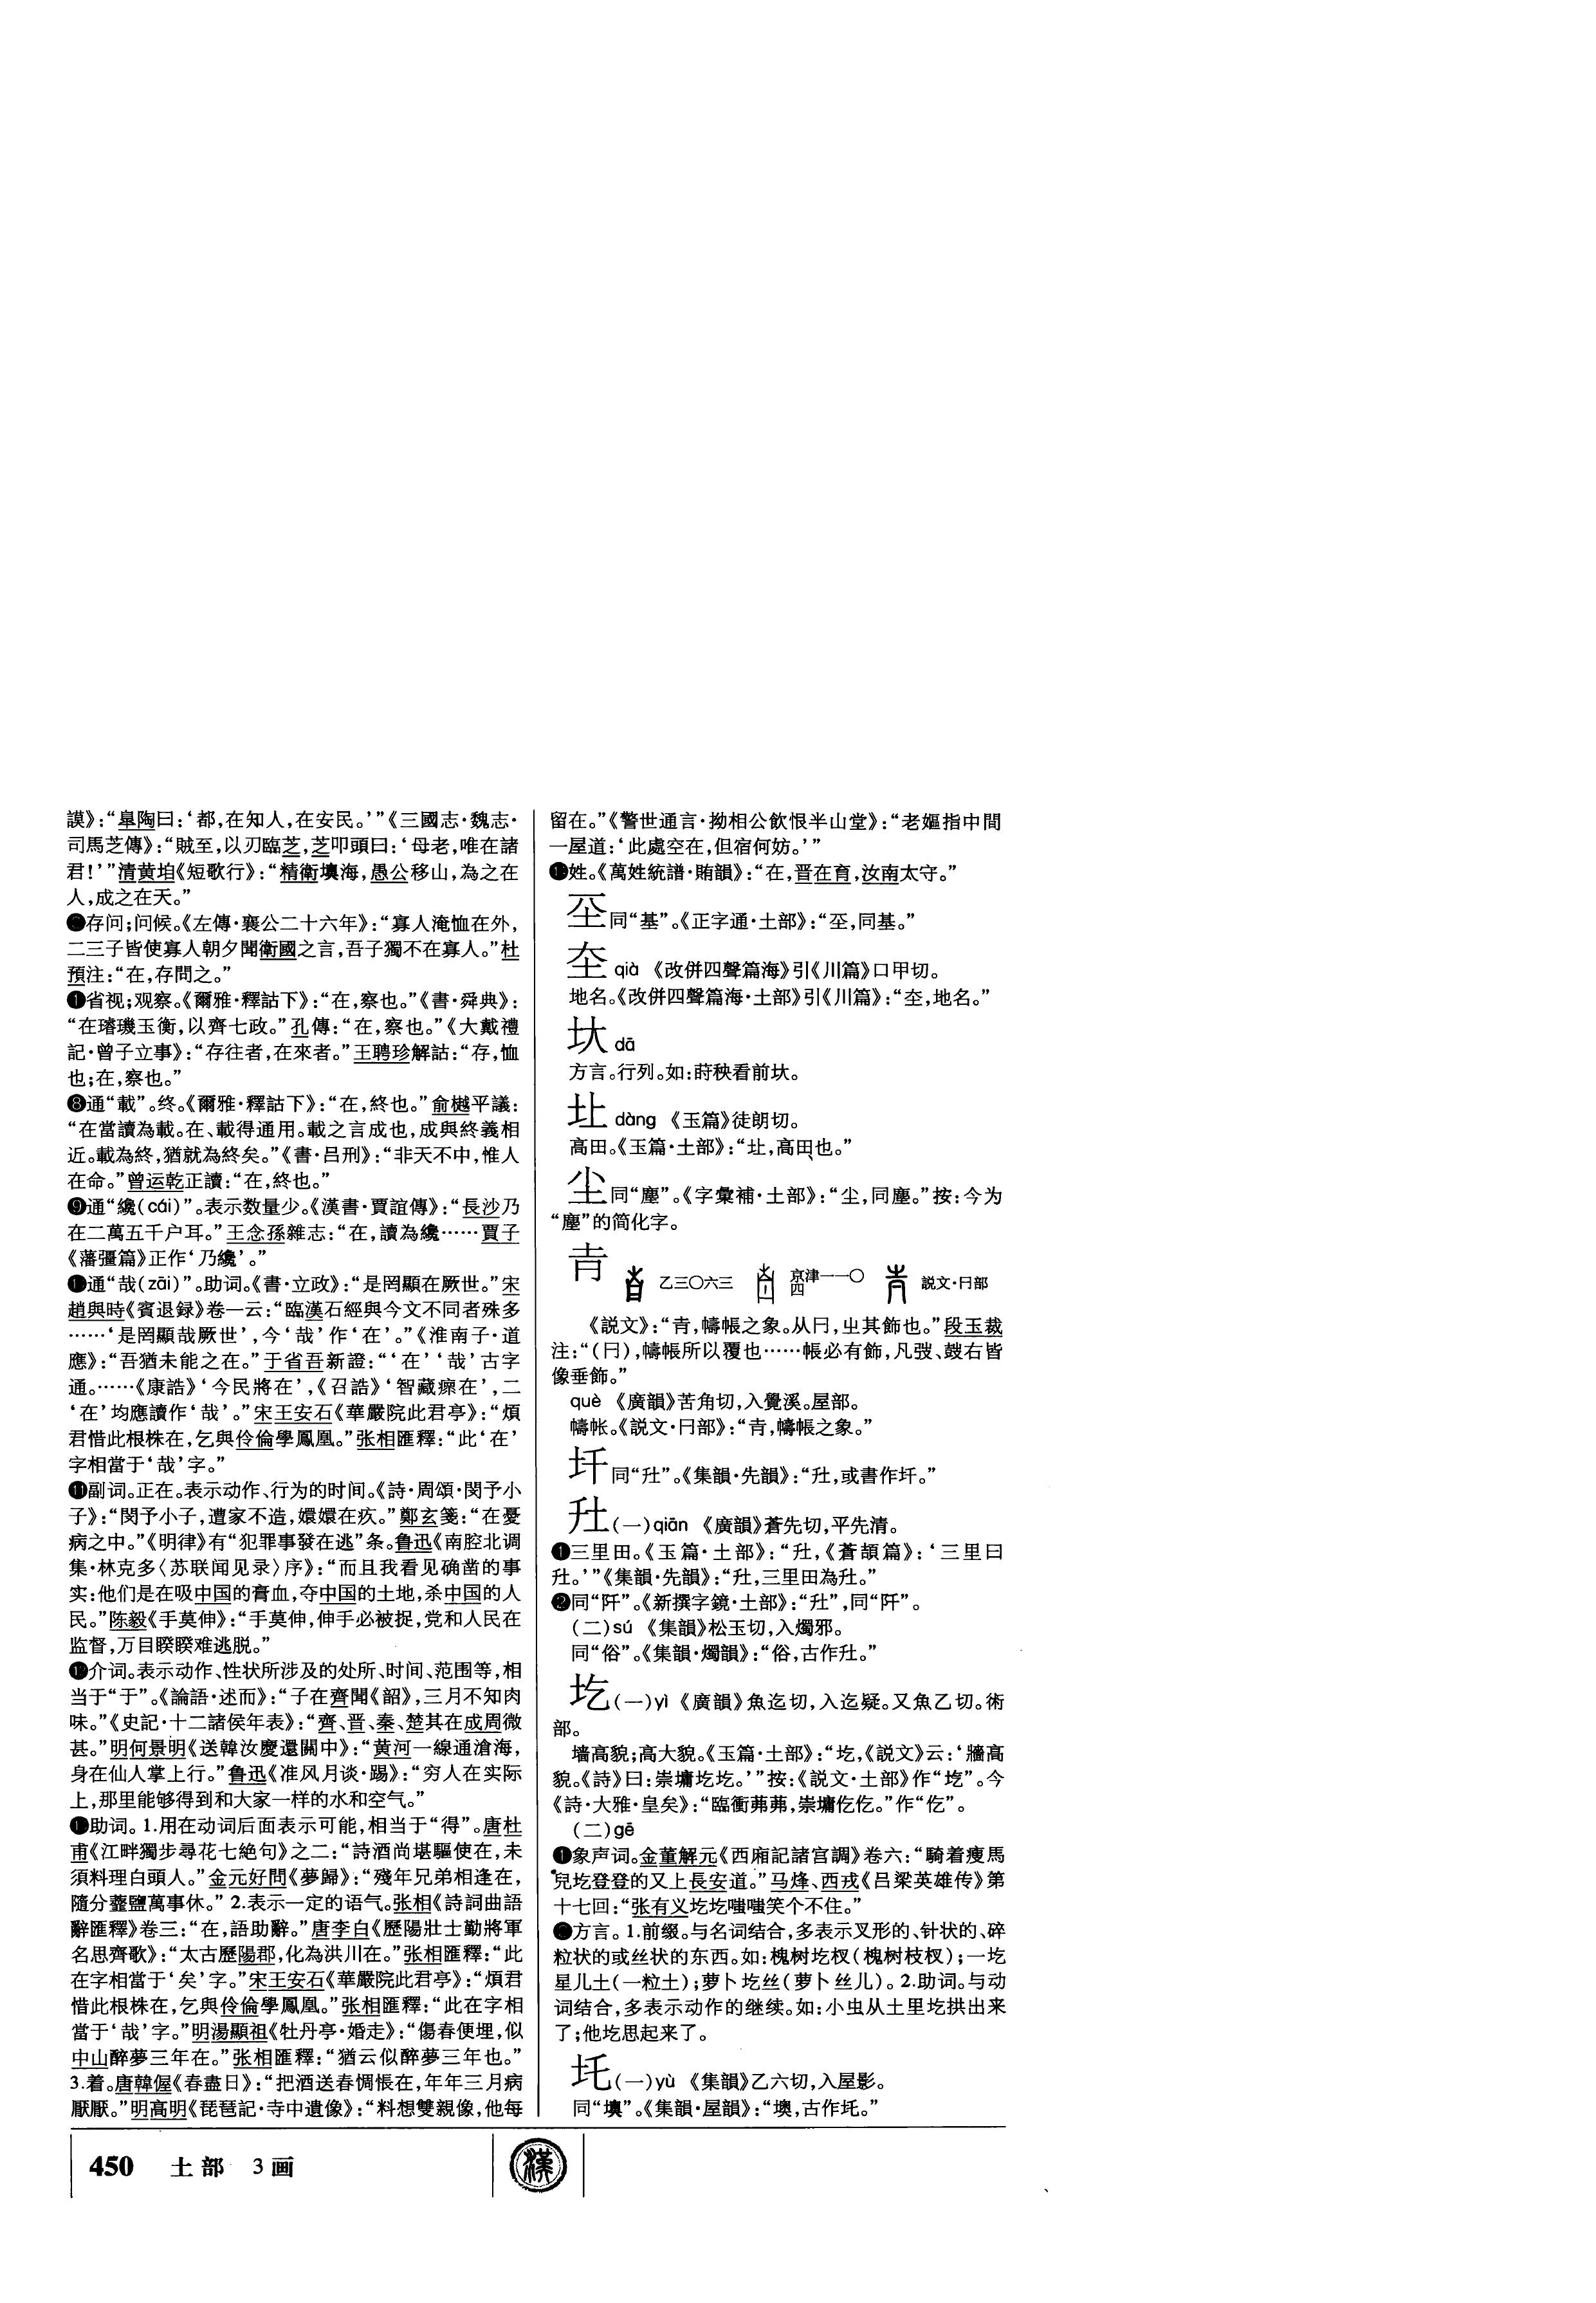 謨》：“皐陶曰：‘都，在知人，在安民。’”《三國志·魏志·
司馬芝傳》：“賊至，以刃臨芝，芝叩頭曰：‘母老，唯在諸
君！’”清黄垍《短歌行》：“精衛填海，愚公移山，為之在
人，成之在天。”
存问；问候。《左傳·襄公二十六年》：“寡人淹恤在外，
二三子皆使寡人朝夕聞衛國之言，吾子獨不在寡人。”杜
預注：“在，存問之。”
省视；观察。《爾雅·釋詁下》：“在，察也。”《書·舜典》：
“在璿璣玉衡，以齊七政。”孔傳：“在，察也。”《大戴禮
記·曾子立事》：“存往者，在來者。”王聘珍解詁：“存，恤
也；在，察也。”
❽通“載”。终。《爾雅·釋詁下》：“在，終也。”俞樾平議：
“在當讀為載。在、載得通用。載之言成也，成與終義相
近。載為終，猶就為終矣。”《書·吕刑》：“非天不中，惟人
在命。”曾运乾正讀：“在，終也。”
❾通“纔(cái)”。表示数量少。《漢書·賈誼傳》：“長沙乃
在二萬五千户耳。”王念孫雜志：“在，讀為纔……賈子
《藩彊篇》正作‘乃纔’。”
通“哉(zāi)”。助词。《書·立政》：“是罔顯在厥世。”宋
趙與時《賓退録》卷一云：“臨漢石經與今文不同者殊多
……‘是罔顯哉厥世’，今‘哉’作‘在’。”《淮南子·道
應》：“吾猶未能之在。”于省吾新證：“‘在’‘哉’古字
通。……《康誥》‘今民將在’，《召誥》‘智藏瘝在’，二
‘在’均應讀作‘哉’。”宋王安石《華嚴院此君亭》：“煩
君惜此根株在，乞與伶倫學鳳凰。”张相匯釋：“此‘在’
字相當于‘哉’字。”
⓫副词。正在。表示动作、行为的时间。《詩·周頌·閔予小
子》：“閔予小子，遭家不造，嬛嬛在疚。”鄭玄箋：“在憂
病之中。”《明律》有“犯罪事發在逃”条。鲁迅《南腔北调
集·林克多〈苏联闻见录〉序》：“而且我看见确凿的事
实：他们是在吸中国的膏血，夺中国的土地，杀中国的人
民。”陈毅《手莫伸》：“手莫伸，伸手必被捉，党和人民在
监督，万目睽睽难逃脱。”
介词。表示动作、性状所涉及的处所、时间、范围等，相
当于“于”。《論語·述而》：“子在齊聞《韶》，三月不知肉
味。”《史記·十二諸侯年表》：“齊、晋、秦、楚其在成周微
甚。”明何景明《送韓汝慶還關中》：“黄河一線通滄海，
身在仙人掌上行。”鲁迅《准风月谈·踢》：“穷人在实际
上，那里能够得到和大家一样的水和空气。”
助词。1.用在动词后面表示可能，相当于“得”。唐杜
甫《江畔獨步尋花七絶句》之二：“詩酒尚堪驅使在，未
須料理白頭人。”金元好問《夢歸》：“殘年兄弟相逢在，
隨分虀鹽萬事休。”2.表示一定的语气。张相《詩詞曲語
辭匯釋》卷三：“在，語助辭。”唐李白《歷陽壯士勤將軍
名思齊歌》：“太古歷陽郡，化為洪川在。”张相匯釋：“此
在字相當于‘矣’字。”宋王安石《華嚴院此君亭》：“煩君
惜此根株在，乞與伶倫學鳳凰。”张相匯釋：“此在字相
當于‘哉’字。”明湯顯祖《牡丹亭·婚走》：“傷春便埋，似
中山醉夢三年在。”张相匯釋：“猶云似醉夢三年也。”
3.着。唐韓偓《春盡日》：“把酒送春惆悵在，年年三月病
厭厭。”明高明《琵琶記·寺中遺像》：“料想雙親像，他每
留在。”《警世通言·拗相公飲恨半山堂》：“老嫗指中間
一屋道：‘此處空在，但宿何妨。’”
姓。《萬姓統譜·賄韻》：“在，晋在育，汝南太守。”
坖同“基”。《正字通·土部》：“坖，同基。”
㘳 qià 《改併四聲篇海》引《川篇》口甲切。
地名。《改併四聲篇海·土部》引《川篇》：“㘳，地名。”
垯 dā
方言。行列。如：莳秧看前垯。
圵 dàng 《玉篇》徒朗切。
高田。《玉篇·土部》：“圵，高田也。”
尘同“塵”。《字彙補·土部》：“尘，同塵。”按：今为
“塵”的简化字。
乙三〇六三 京津一一〇四 説文·冃部
《説文》：“㱿，幬帳之象。从冃，㞢其飾也。”段玉裁
注：“（冃），幬帳所以覆也……帳必有飾，凡弢、鼖右皆
像垂飾。”
què 《廣韻》苦角切，入覺溪。屋部。
幬帐。《説文·冃部》：“，幬帳之象。”
圩同“圱”。《集韻·先韻》：“圱，或書作圩。”
圱(一)qiān 《廣韻》蒼先切，平先清。
❶三里田。《玉篇·土部》：“圱，《蒼頡篇》：‘三里曰
圱。’”《集韻·先韻》：“圱，三里田為圱。”
❷同“阡”。《新撰字鏡·土部》：“圱”，同“阡”。
(二)sú 《集韻》松玉切，入燭邪。
同“俗”。《集韻·燭韻》：“俗，古作圱。”
圪(一)yì 《廣韻》魚迄切，入迄疑。又魚乙切。術
部。
墙高貌；高大貌。《玉篇·土部》：“圪，《説文》云：‘牆高
貌。《詩》曰：崇墉圪圪。’”按：《説文·土部》作“圪”。今
《詩·大雅·皇矣》：“臨衝茀茀，崇墉仡仡。”作“仡”。
(二)gē
❶象声词。金董解元《西廂記諸宫調》卷六：“騎着瘦馬
兒圪登登的又上長安道。”马烽、西戎《吕梁英雄传》第
十七回：“张有义圪圪嗤嗤笑个不住。”
方言。1.前缀。与名词结合，多表示叉形的、针状的、碎
粒状的或丝状的东西。如：槐树圪杈（槐树枝杈）；一圪
星儿土（一粒土）；萝卜圪丝（萝卜丝儿）。2.助词。与动
词结合，多表示动作的继续。如：小虫从土里圪拱出来
了；他圪思起来了。
圫(一)yù 《集韻》乙六切，入屋影。
同“墺”。《集韻·屋韻》：“墺，古作圫。”
450 土部 3画
漢